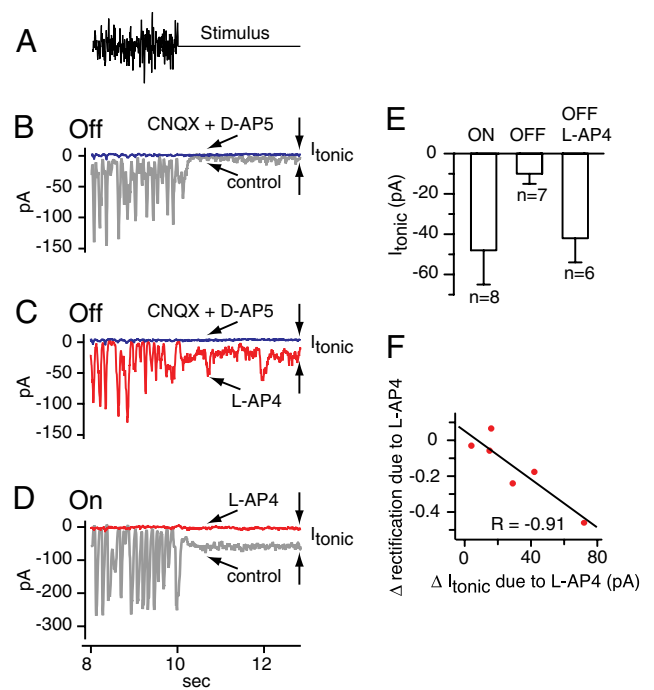 A
Stimulus
B Off
CNQX + D-AP5
Itonic
control
0
-50
-100
-150
pA
C Off
CNQX + D-AP5
Itonic
L-AP4
0
-50
-100
-150
pA
D On
L-AP4
Itonic
control
0
-100
-200
-300
pA
8 10 12
sec
E
ON OFF OFF L-AP4
0
-20
-40
-60
Itonic (pA)
n=8
n=7
n=6
F
0
-0.2
-0.4
Δ rectification due to L-AP4
R = -0.91
0 40 80
Δ Itonic due to L-AP4 (pA)